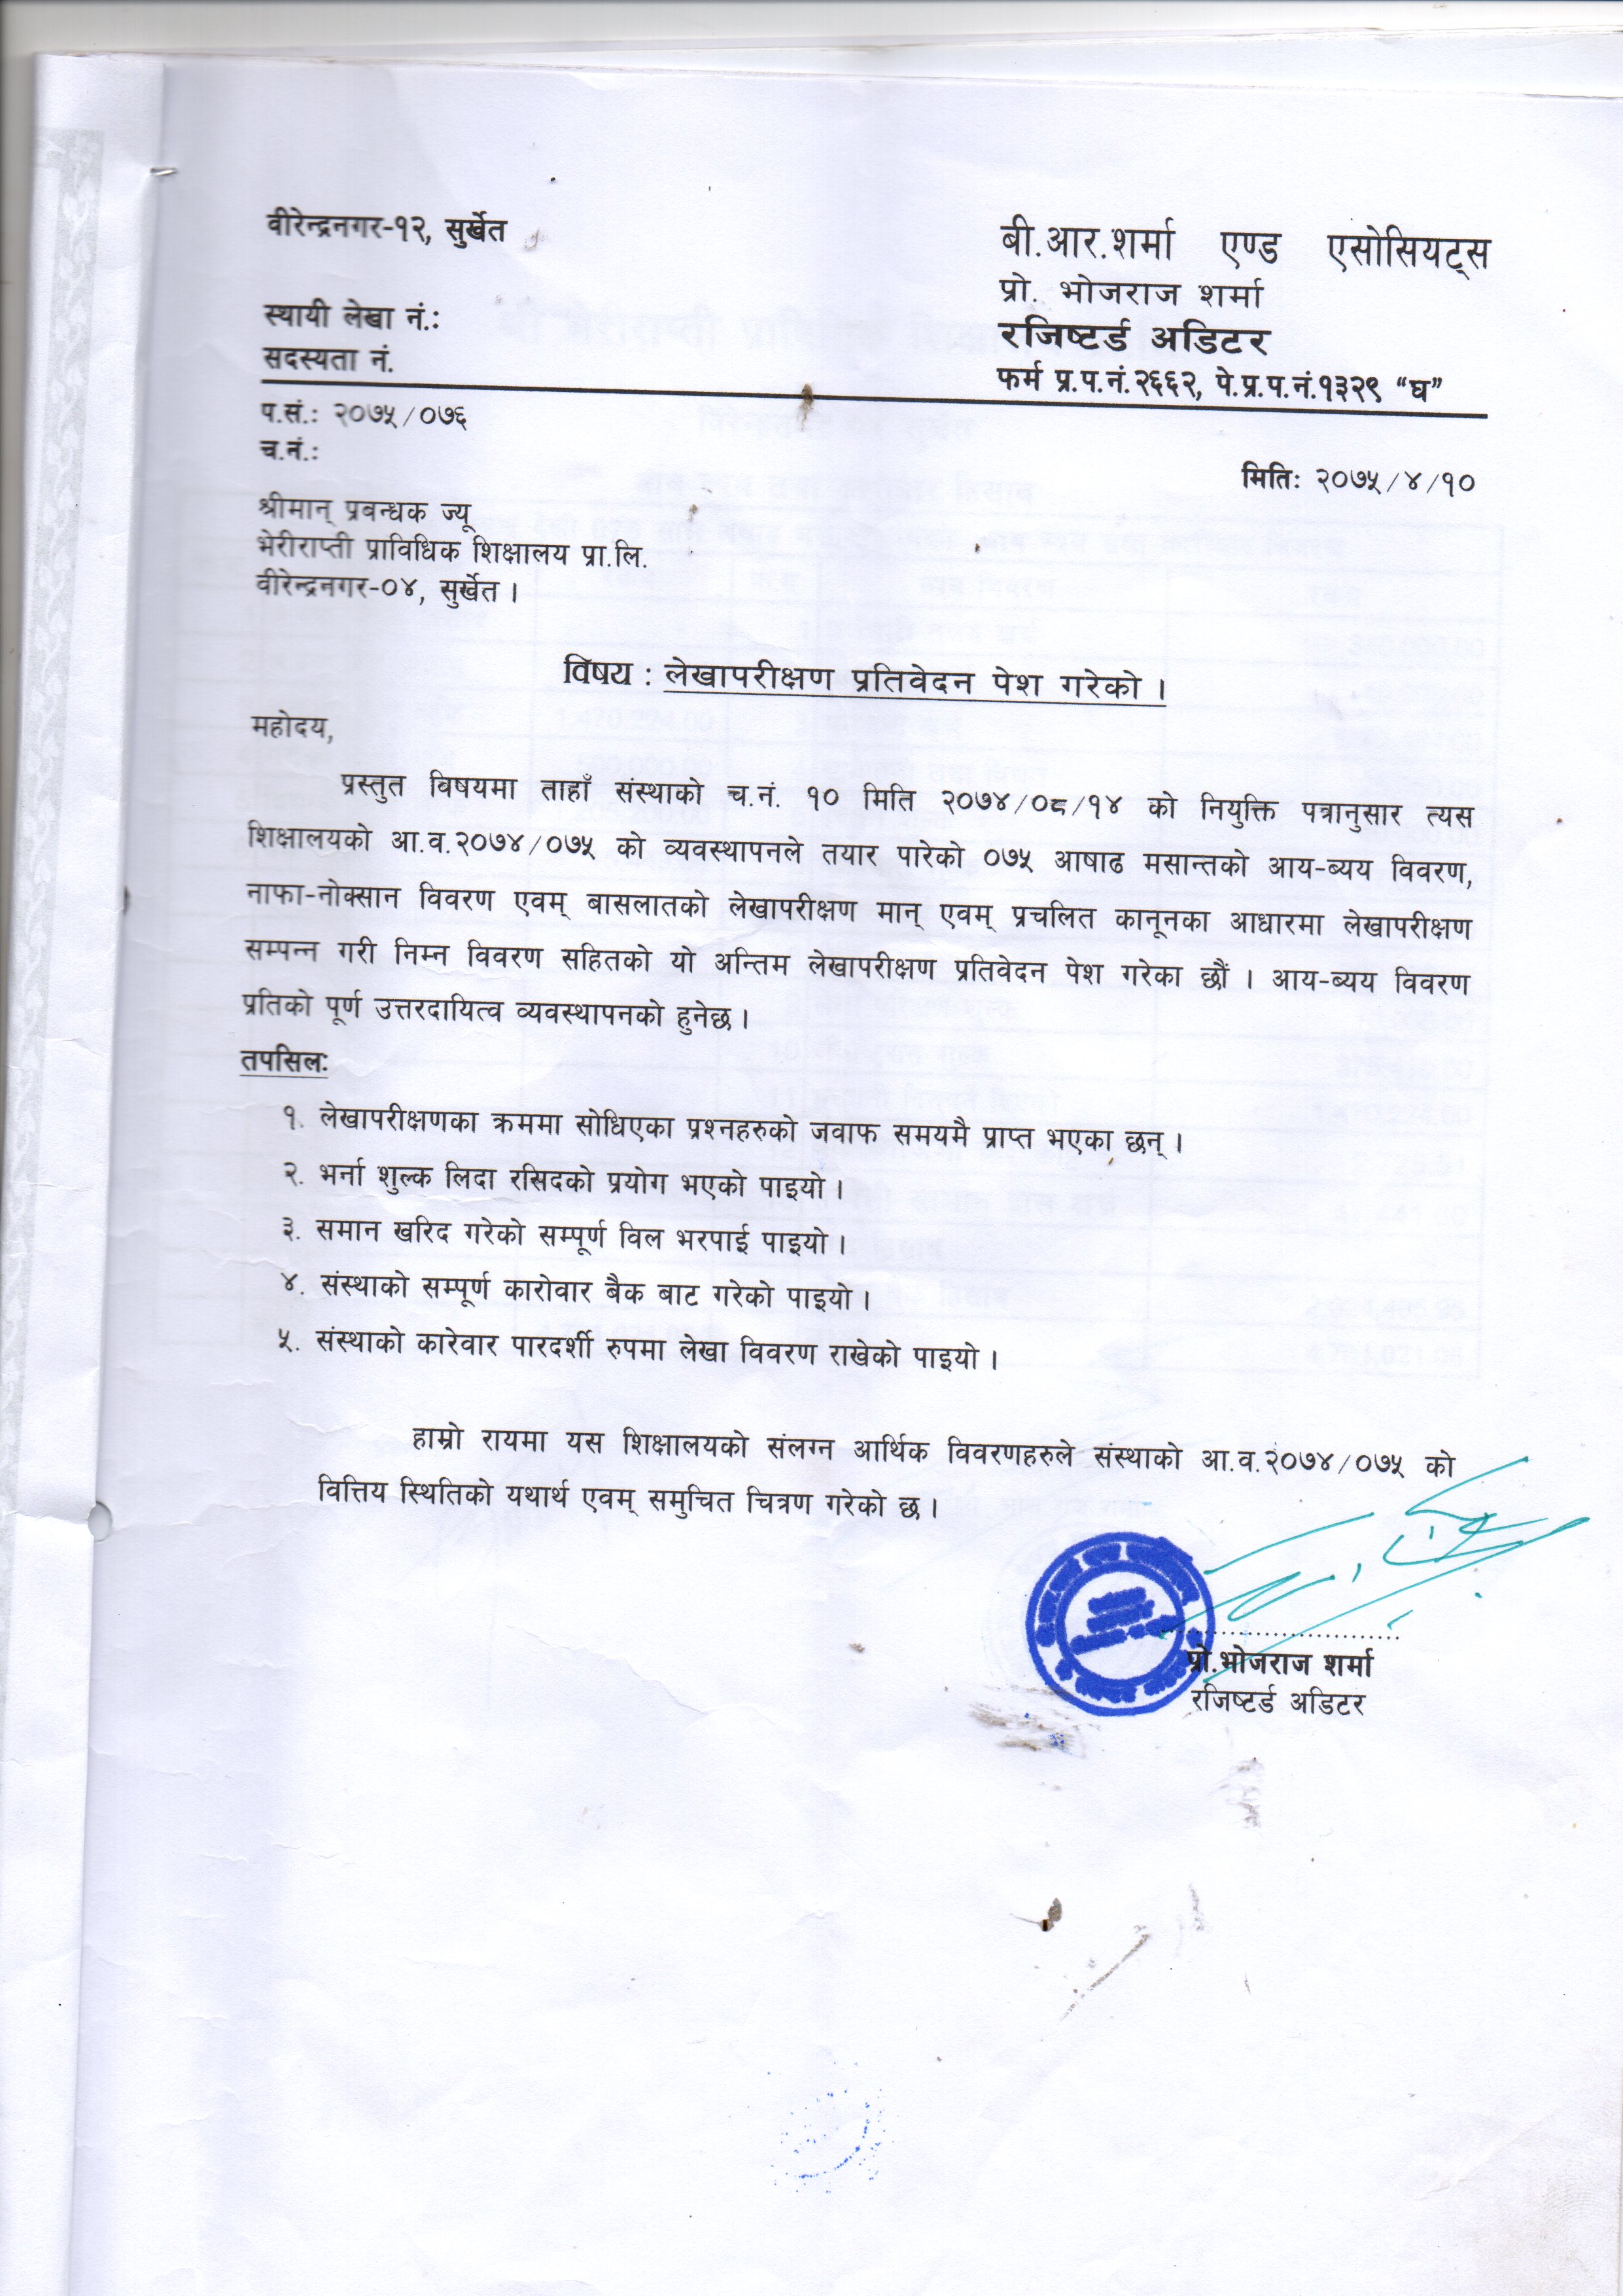 वीरेन्द्रनगर-१२, सुर्खेत
बी.आर.शर्मा एण्ड एसोसियट्स
प्रो. भोजराज शर्मा
स्थायी लेखा नं.:
रजिष्टर्ड अडिटर
सदस्यता नं.
फर्म प्र.प.नं.२६६२, पे.प्र.प.नं.१३२९ “घ”
प.सं.: २०७५/०७६
च.नं.:
मितिः २०७५/४/१०
श्रीमान् प्रबन्धक ज्यू
भेरीराप्ती प्राविधिक शिक्षालय प्रा.लि.
वीरेन्द्रनगर-०४, सुर्खेत ।
विषय : लेखापरीक्षण प्रतिवेदन पेश गरेको ।
महोदय,
प्रस्तुत विषयमा ताहाँ संस्थाको च.नं. १० मिति २०७४/०८/१४ को नियुक्ति पत्रानुसार त्यस
शिक्षालयको आ.व.२०७४/०७५ को व्यवस्थापनले तयार पारेको ०७५ आषाढ मसान्तको आय-ब्यय विवरण,
नाफा-नोक्सान विवरण एवम् बासलातको लेखापरीक्षण मान् एवम् प्रचलित कानूनका आधारमा लेखापरीक्षण
सम्पन्न गरी निम्न विवरण सहितको यो अन्तिम लेखापरीक्षण प्रतिवेदन पेश गरेका छौं । आय-ब्यय विवरण
प्रतिको पूर्ण उत्तरदायित्व व्यवस्थापनको हुनेछ ।
तपसिलः
१. लेखापरीक्षणका क्रममा सोधिएका प्रश्नहरुको जवाफ समयमै प्राप्त भएका छन् ।
२. भर्ना शुल्क लिदा रसिदको प्रयोग भएको पाइयो ।
३. समान खरिद गरेको सम्पूर्ण विल भरपाई पाइयो ।
४. संस्थाको सम्पूर्ण कारोवार बैक बाट गरेको पाइयो ।
५. संस्थाको कारेवार पारदर्शी रुपमा लेखा विवरण राखेको पाइयो ।
हाम्रो रायमा यस शिक्षालयको संलग्न आर्थिक विवरणहरुले संस्थाको आ.व.२०७४/०७५ को
वित्तिय स्थितिको यथार्थ एवम् समुचित चित्रण गरेको छ ।
प्रो.भोजराज शर्मा
रजिष्टर्ड अडिटर